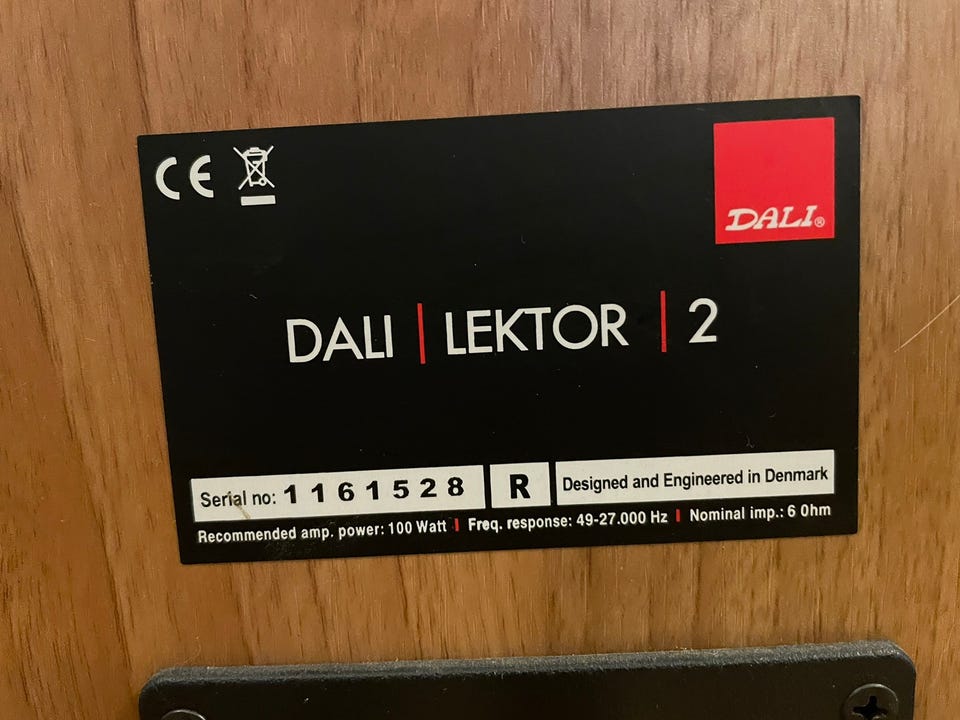 CE
DALI®
DALI | LEKTOR | 2
Serial no: 1161528 R Designed and Engineered in Denmark
Recommended amp. power: 100 Watt | Freq. response: 49-27.000 Hz | Nominal imp.: 6 Ohm